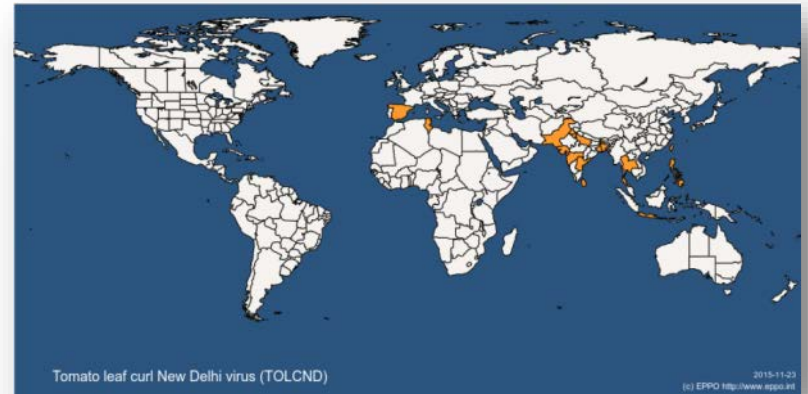 Tomato leaf curl New Delhi virus (TOLCND)
2015-11-23
(c) EPPO http://www.eppo.int